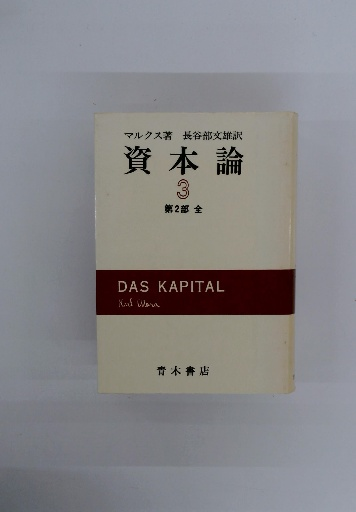 マルクス著 長谷部文雄訳
資本論
3
第2部 全
DAS KAPITAL
Karl Marx
青木書店